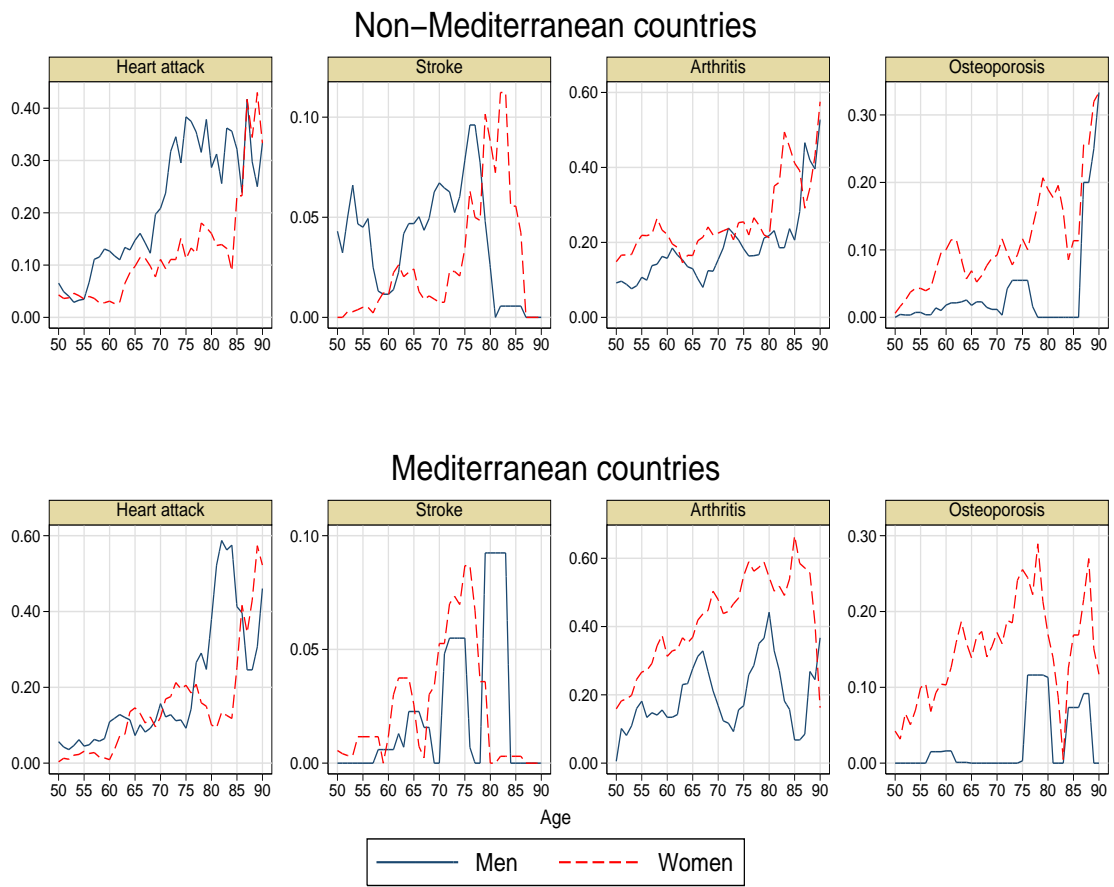 Non−Mediterranean countries
Heart attack Stroke Arthritis Osteoporosis
0.40 0.10 0.60 0.30
0.30 0.40 0.20
0.20 0.05 0.20 0.10
0.10
0.00 0.00 0.00 0.00
50 55 60 65 70 75 80 85 90 50 55 60 65 70 75 80 85 90 50 55 60 65 70 75 80 85 90 50 55 60 65 70 75 80 85 90
Mediterranean countries
Heart attack Stroke Arthritis Osteoporosis
0.60 0.10 0.60 0.30
0.40 0.05 0.40 0.20
0.20 0.20 0.10
0.00 0.00 0.00 0.00
50 55 60 65 70 75 80 85 90 50 55 60 65 70 75 80 85 90 50 55 60 65 70 75 80 85 90 50 55 60 65 70 75 80 85 90
Age
Men Women